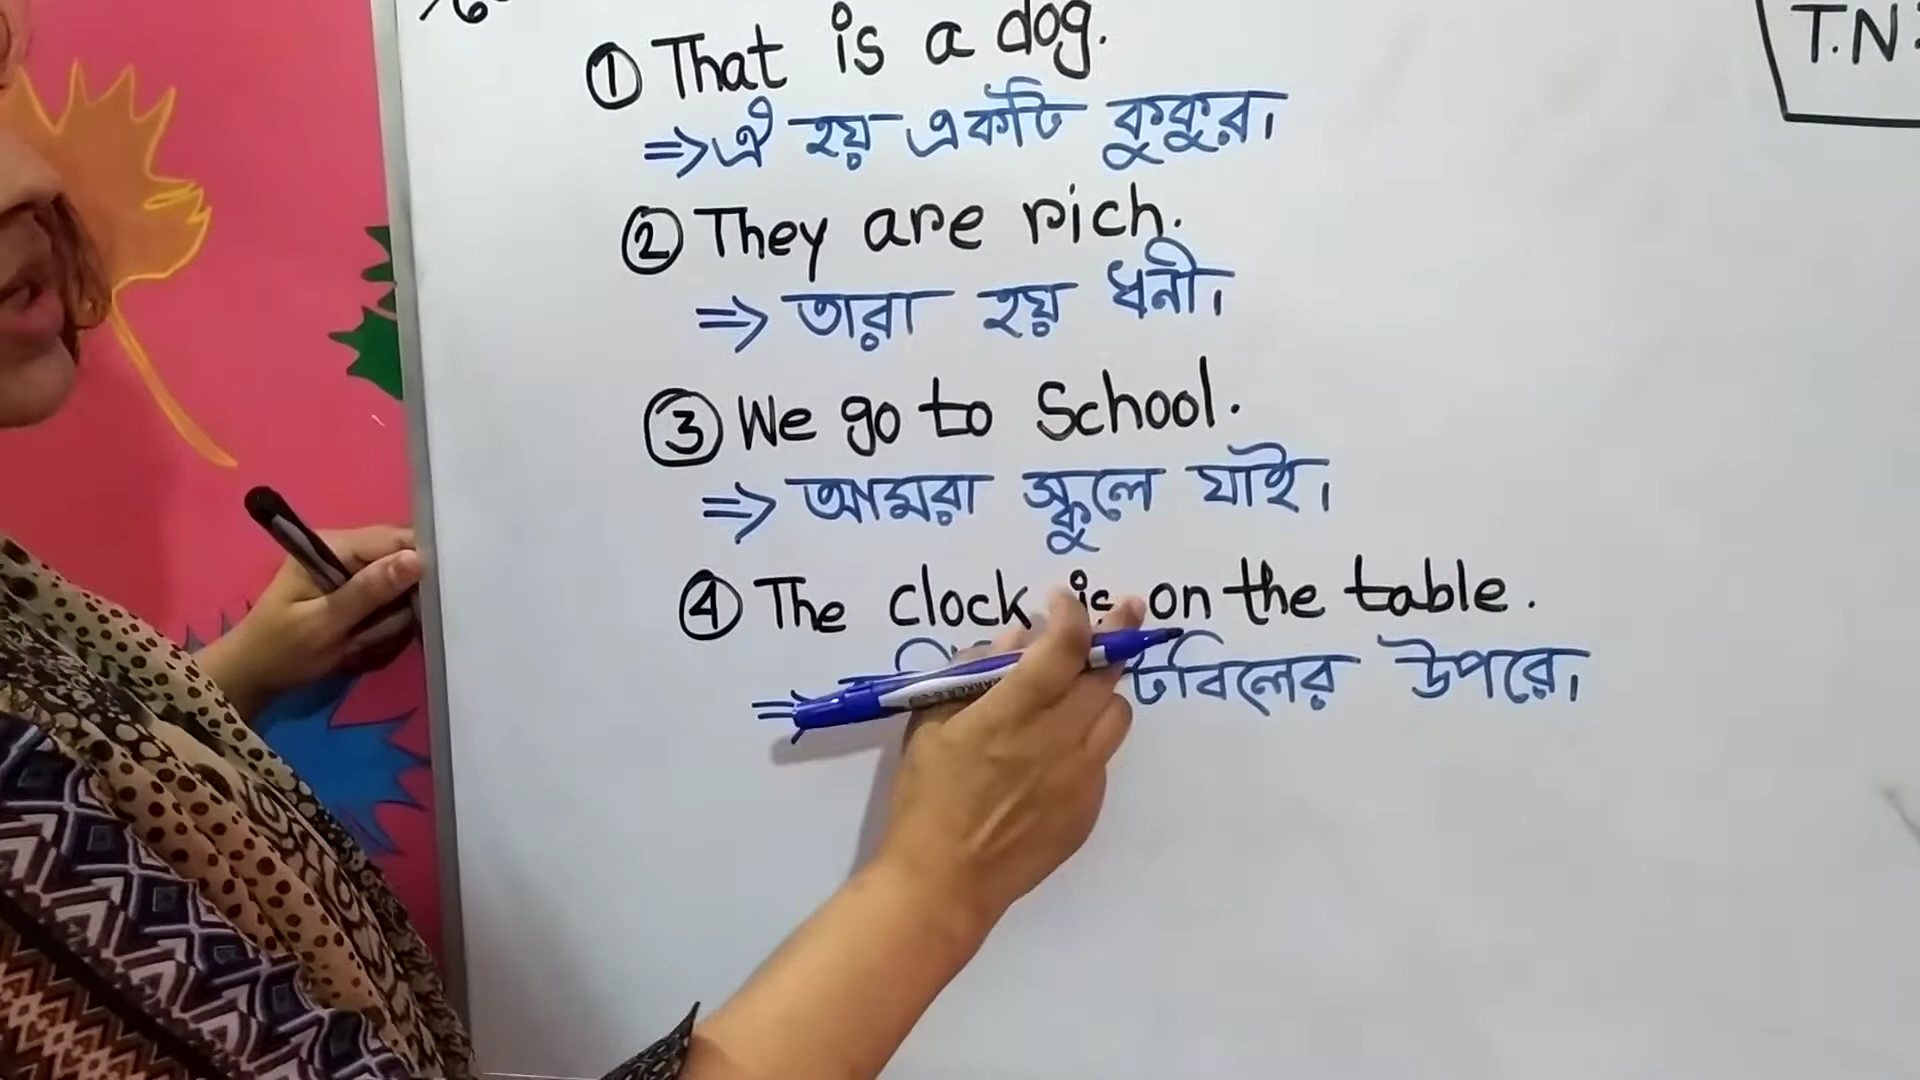 ① That is a dog.
⇒ ঐ হয় একটি কুকুর।
② They are rich.
⇒ তারা হয় ধনী।
③ We go to School.
⇒ আমরা স্কুলে যাই।
④ The clock is on the table.
⇒ টেবিলের উপরে।
T.N: